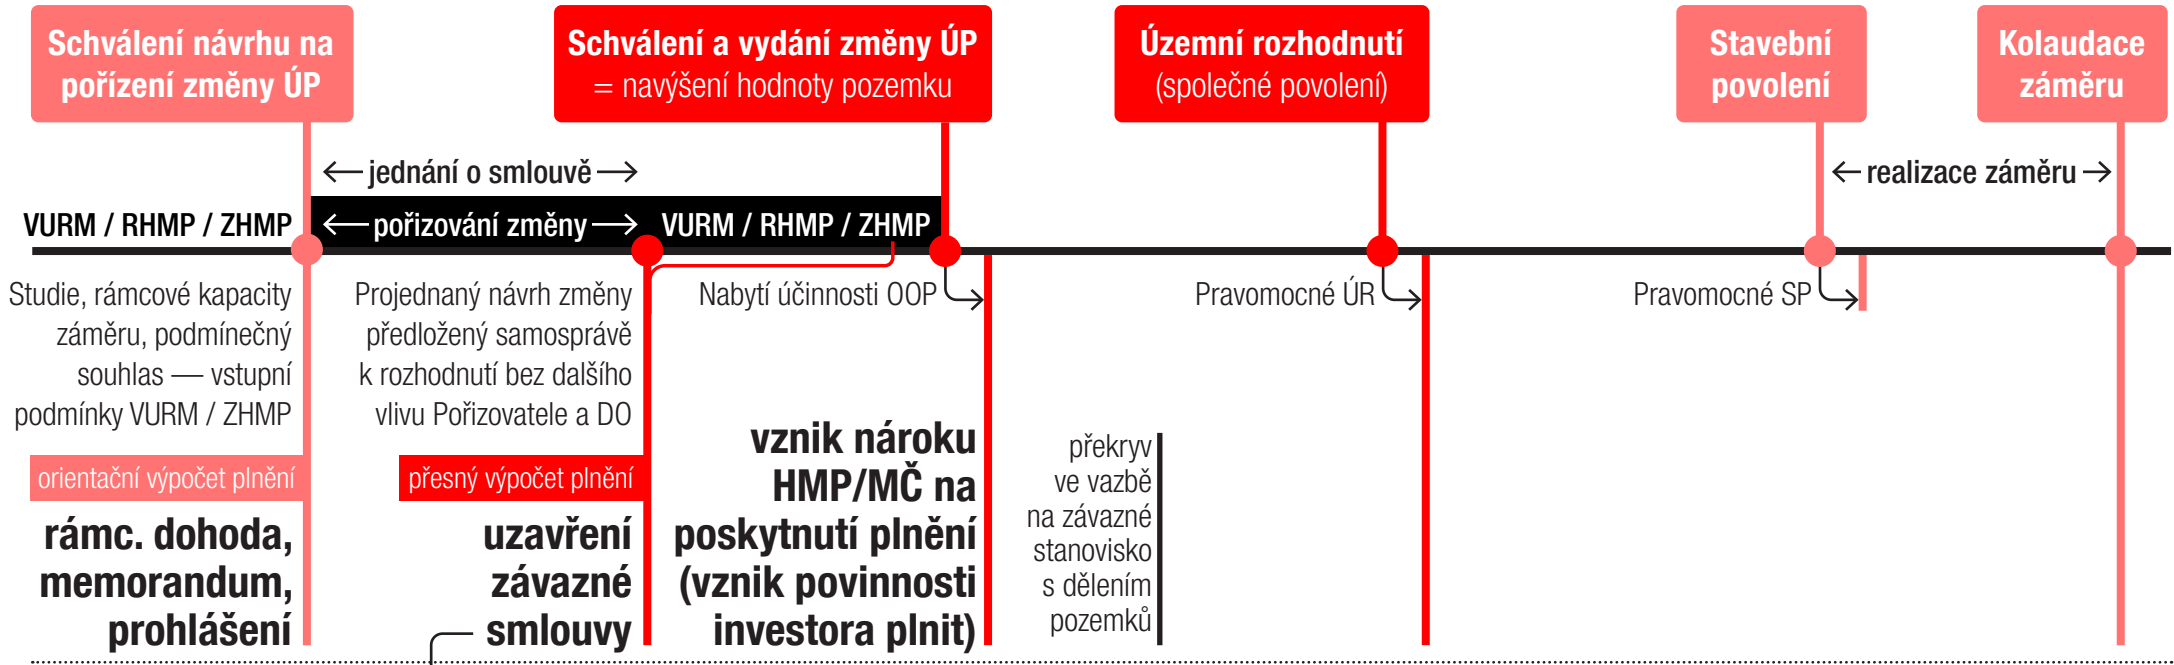 Schválení návrhu na
pořízení změny ÚP
Schválení a vydání změny ÚP
= navýšení hodnoty pozemku
Územní rozhodnutí
(společné povolení)
Stavební
povolení
Kolaudace
záměru
jednání o smlouvě
realizace záměru
VURM / RHMP / ZHMP
pořizování změny
VURM / RHMP / ZHMP
Studie, rámcové kapacity
záměru, podmínečný
souhlas — vstupní
podmínky VURM / ZHMP
Projednaný návrh změny
předložený samosprávě
k rozhodnutí bez dalšího
vlivu Pořizovatele a DO
Nabytí účinnosti OOP
Pravomocné ÚR
Pravomocné SP
orientační výpočet plnění
rámc. dohoda,
memorandum,
prohlášení
přesný výpočet plnění
uzavření
závazné
smlouvy
vznik nároku
HMP/MČ na
poskytnutí plnění
(vznik povinnosti
investora plnit)
překryv
ve vazbě
na závazné
stanovisko
s dělením
pozemků